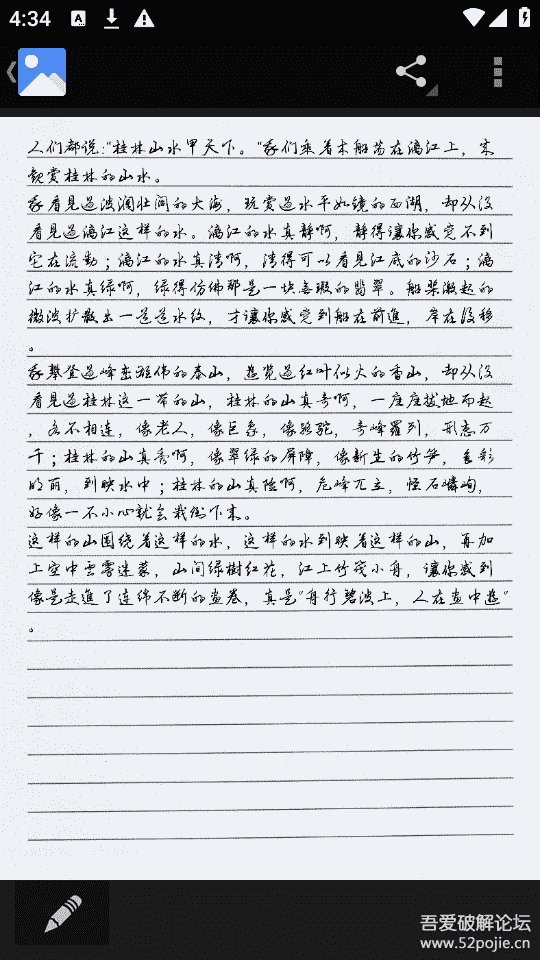 4:34
A
人们都说："桂林山水甲天下。"我们乘着木船荡在漓江上，来
观赏桂林的山水。
我看见过波澜壮阔的大海，玩赏过水平如镜的西湖，却从没
看见过漓江这样的水。漓江的水真静啊，静得让你感觉不到
它在流动；漓江的水真清啊，清得可以看见江底的沙石；漓
江的水真绿啊，绿得仿佛那是一块无瑕的翡翠。船桨激起的
微波扩散出一道道水纹，才让你感觉到船在前進，岸在後移
。
我攀登过峰峦雄伟的泰山，遊览过红叶似火的香山，却从没
看见过桂林这一带的山，桂林的山真奇啊，一座座拔地而起
，各不相连，像老人，像巨象，像骆驼，奇峰羅列，形态万
千；桂林的山真秀啊，像翠绿的屏障，像新生的竹笋，色彩
明丽，倒映水中；桂林的山真险啊，危峰兀立，怪石嶙峋，
好像一不小心就会栽倒下来。
这样的山围绕着这样的水，这样的水倒映着这样的山，再加
上空中云雾迷蒙，山间绿樹红花，江上竹筏小舟，讓你感到
像是走進了连绵不断的画卷，真是"舟行碧波上，人在画中遊"
。
吾爱破解论坛
www.52pojie.cn